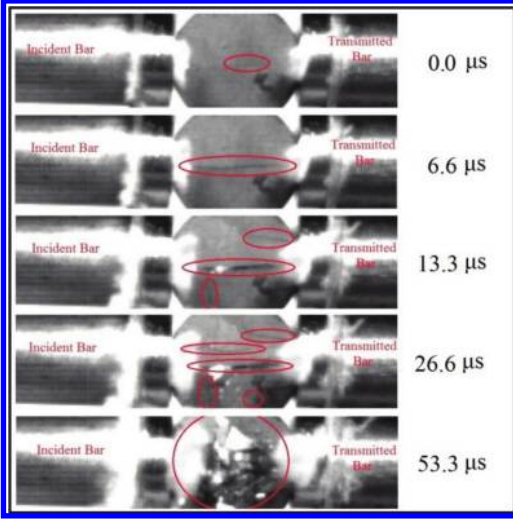 Incident Bar
Transmitted
Bar
0.0 µs
Incident Bar
Transmitted
Bar
6.6 µs
Incident Bar
Transmitted
Bar
13.3 µs
Incident Bar
Transmitted
Bar
26.6 µs
Incident Bar
Transmitted
Bar
53.3 µs